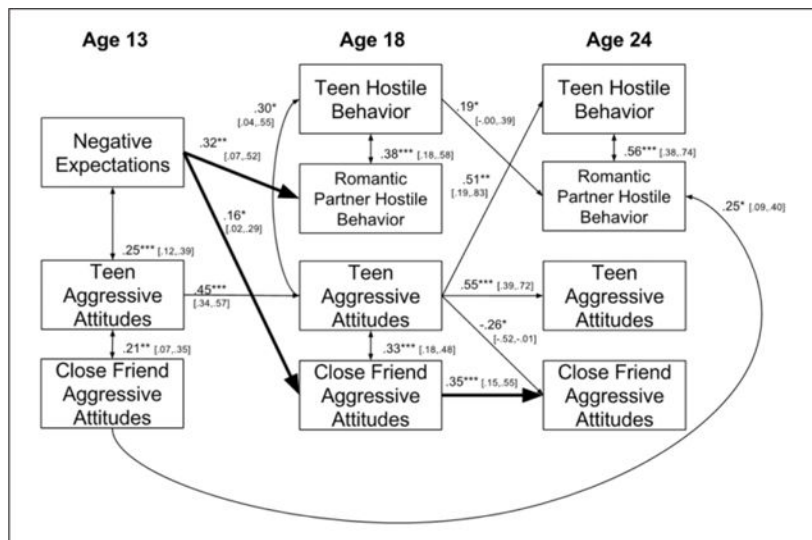 Age 13
Age 18
Age 24
Negative
Expectations
.25*** [.12,.39]
Teen
Aggressive
Attitudes
.21** [.07,.35]
Close Friend
Aggressive
Attitudes
.32**
[.07,.52]
.16*
[.02,.29]
.45***
[.34,.57]
.30*
[.04,.55]
Teen Hostile
Behavior
.38*** [.18,.58]
Romantic
Partner Hostile
Behavior
Teen
Aggressive
Attitudes
.33*** [.18,.48]
Close Friend
Aggressive
Attitudes
.19*
[-.00,.39]
.51**
[.19,.83]
.55*** [.39,.72]
-.26*
[-.52,-.01]
.35*** [.15,.55]
Teen Hostile
Behavior
.56*** [.38,.74]
Romantic
Partner Hostile
Behavior
.25* [.09,.40]
Teen
Aggressive
Attitudes
Close Friend
Aggressive
Attitudes